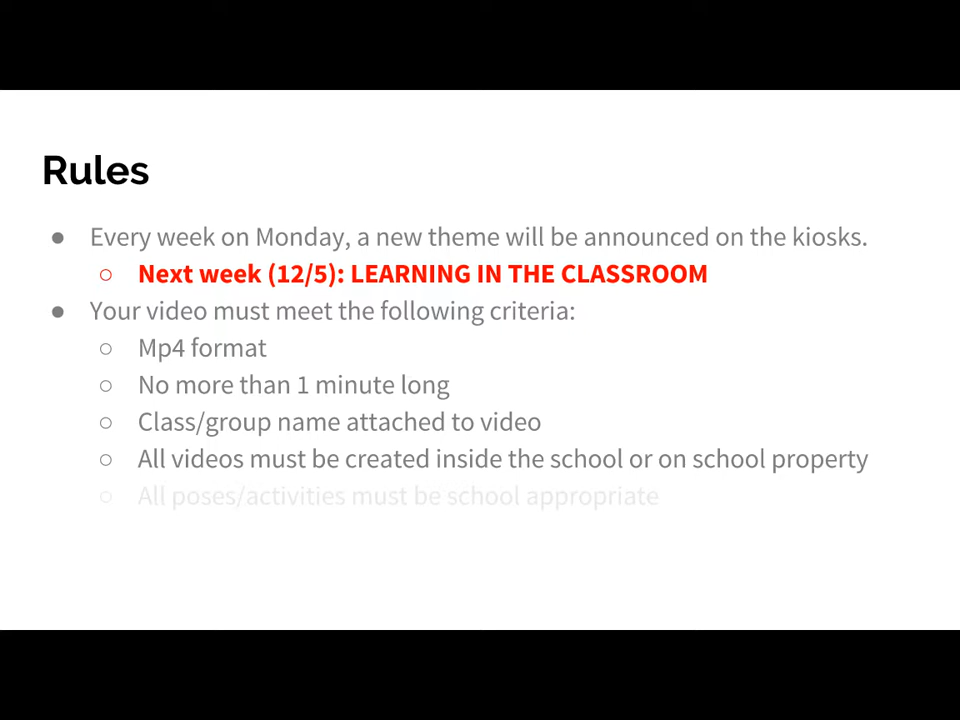 Rules
● Every week on Monday, a new theme will be announced on the kiosks.
○ Next week (12/5): LEARNING IN THE CLASSROOM
● Your video must meet the following criteria:
○ Mp4 format
○ No more than 1 minute long
○ Class/group name attached to video
○ All videos must be created inside the school or on school property
○ All poses/activities must be school appropriate